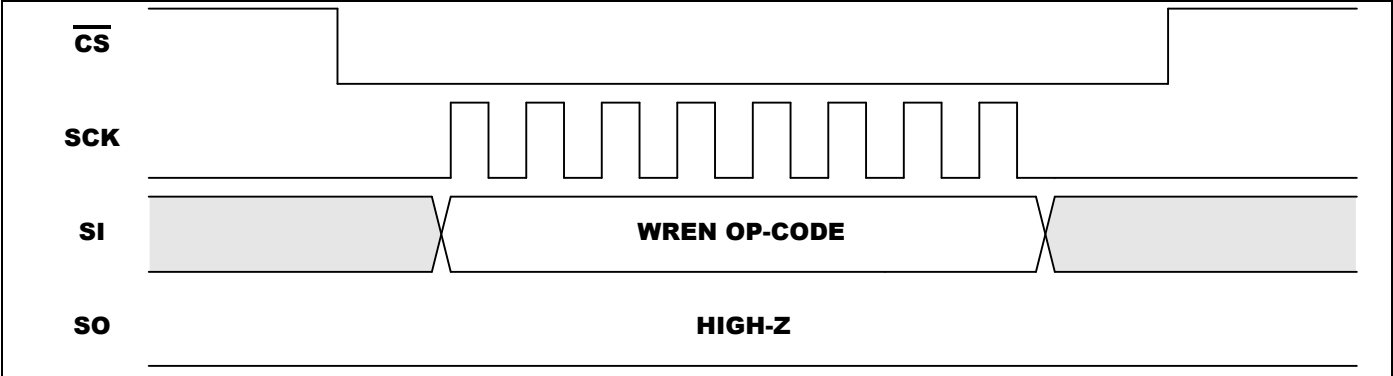 CS
SCK
SI
WREN OP-CODE
SO
HIGH-Z